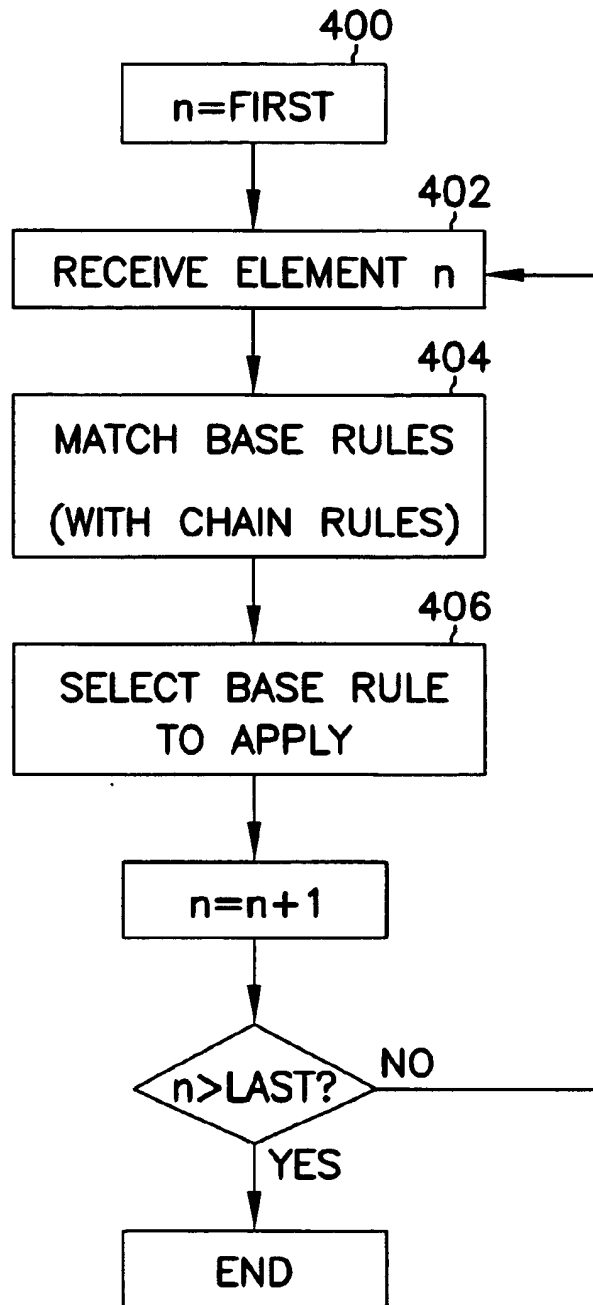 400
n=FIRST
402
RECEIVE ELEMENT n
404
MATCH BASE RULES
(WITH CHAIN RULES)
406
SELECT BASE RULE
TO APPLY
n=n+1
n>LAST?
NO
YES
END